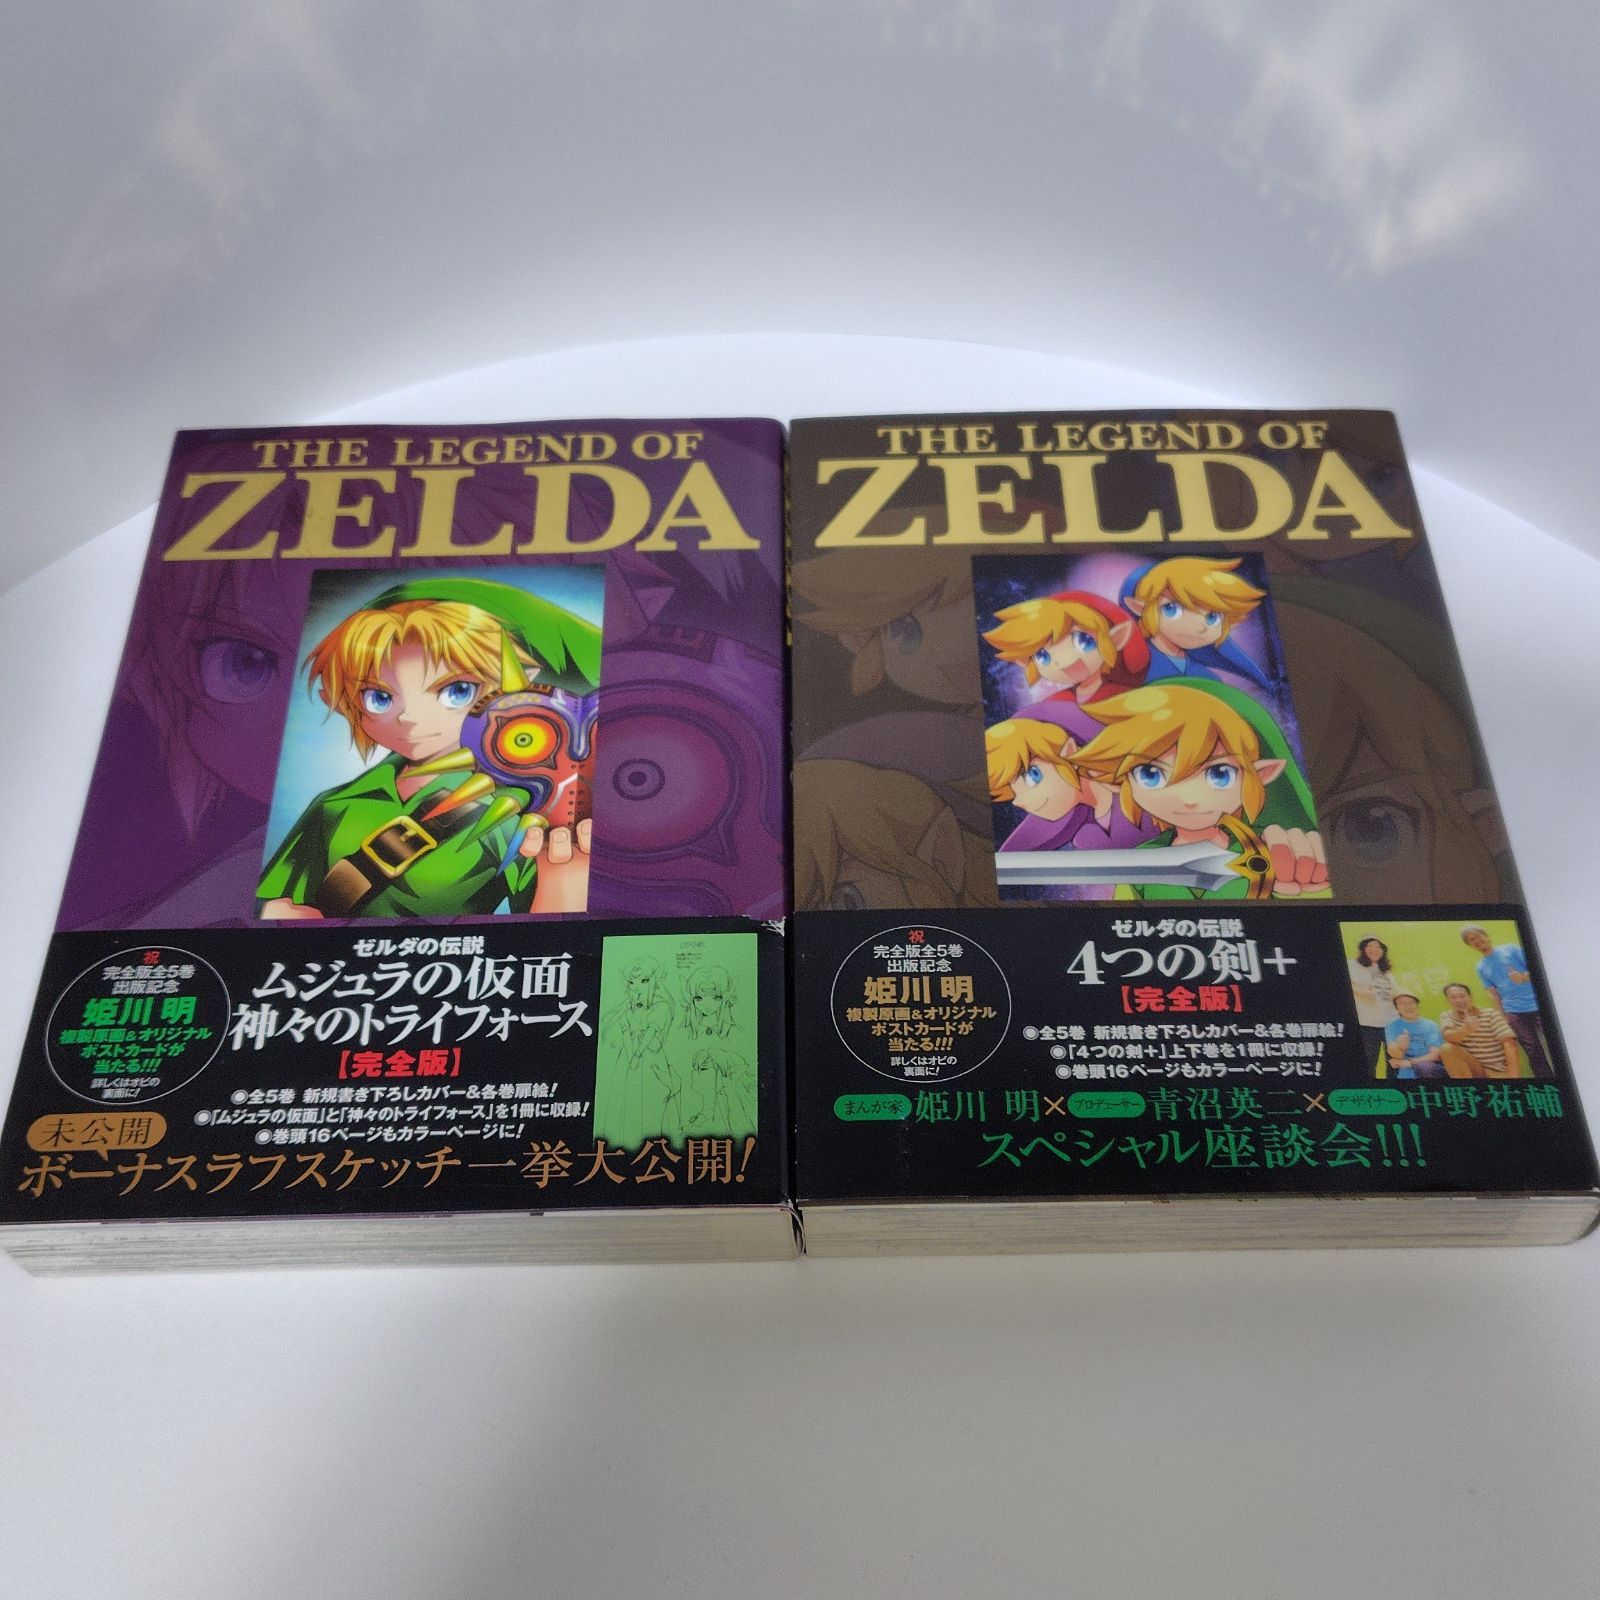 THE LEGEND OF
ZELDA
ゼルダの伝説
ムジュラの仮面
神々のトライフォース
【完全版】
祝
完全版全5巻
出版記念
姫川 明
複製原画&オリジナル
ポストカードが
当たる!!!
詳しくはオビの
裏面に!
●全5巻 新規書き下ろしカバー&各巻扉絵!
●「ムジュラの仮面」と「神々のトライフォース」を1冊に収録!
●巻頭16ページもカラーページに!
未公開
ボーナスラフスケッチ一挙大公開!
THE LEGEND OF
ZELDA
ゼルダの伝説
4つの剣+
【完全版】
祝
完全版全5巻
出版記念
姫川 明
複製原画&オリジナル
ポストカードが
当たる!!!
詳しくはオビの
裏面に!
●全5巻 新規書き下ろしカバー&各巻扉絵!
●「4つの剣+」上下巻を1冊に収録!
●巻頭16ページもカラーページに!
まんが家 姫川 明×プロデューサー 青沼英二×デザイナー 中野祐輔
スペシャル座談会!!!